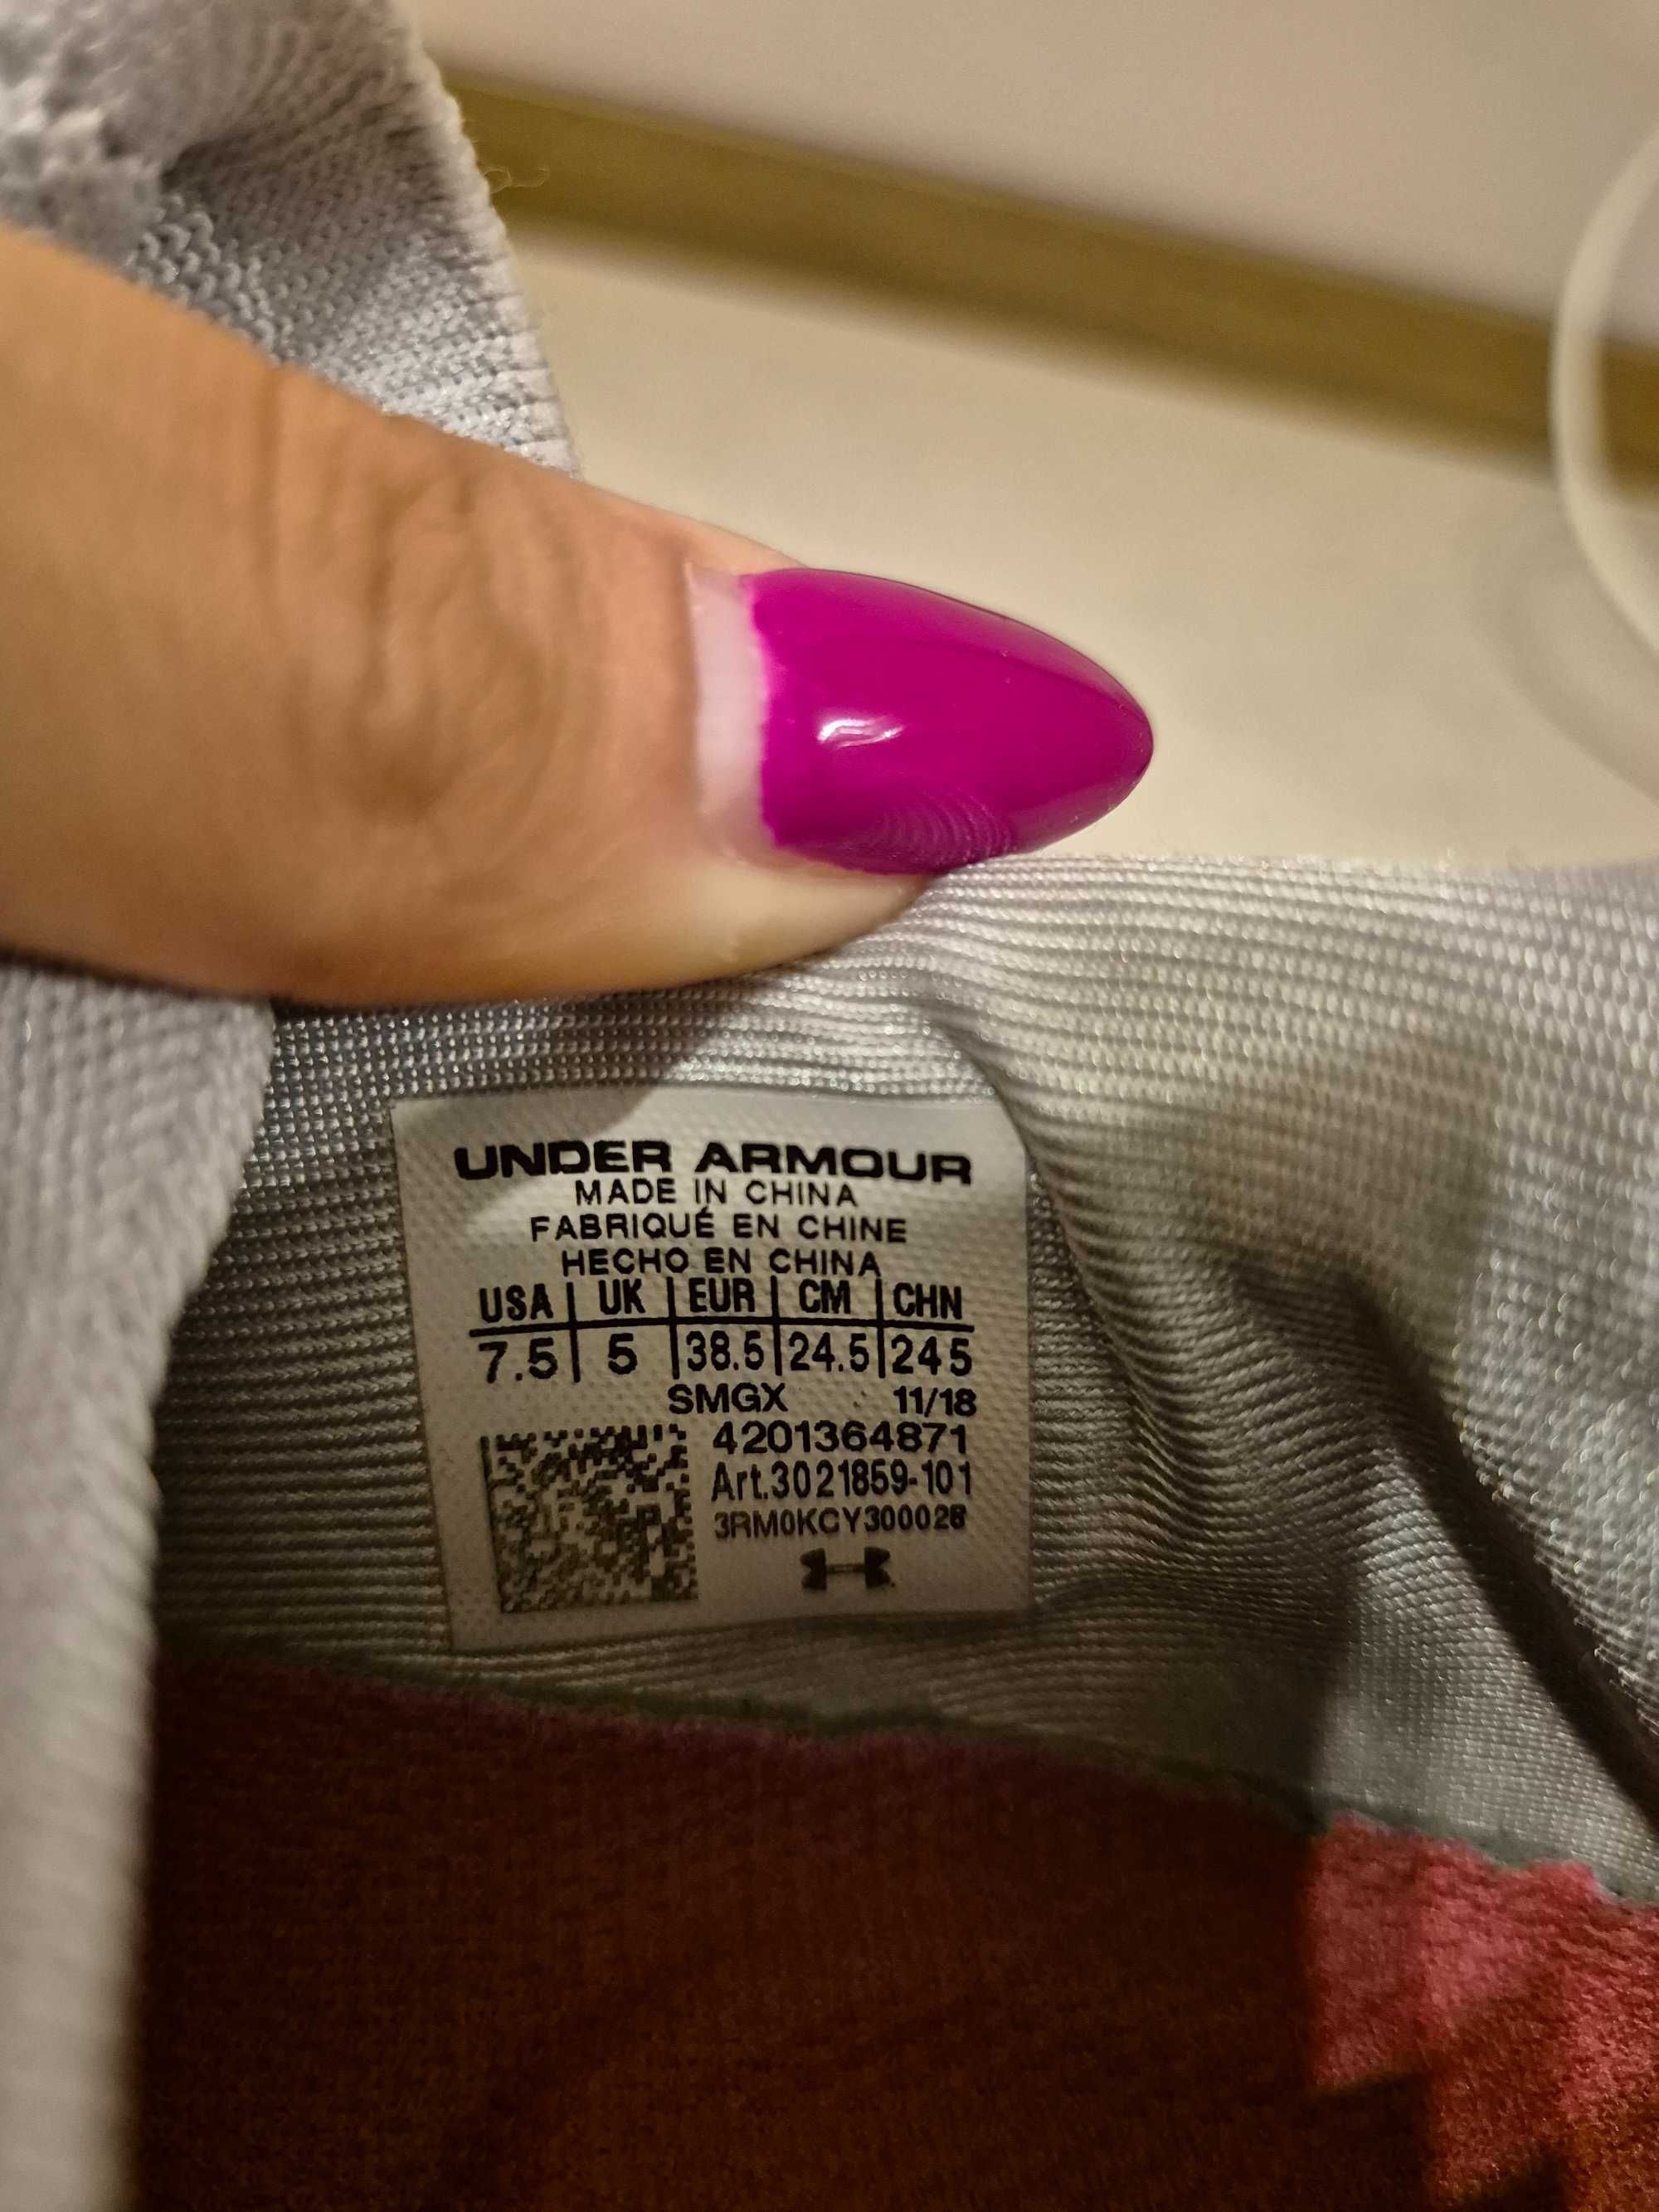 UNDER ARMOUR
MADE IN CHINA
FABRIQUÉ EN CHINE
HECHO EN CHINA
USA | UK | EUR | CM | CHN
7.5 | 5 | 38.5 | 24.5 | 245
SMGX 11/18
4201364871
Art.3021859-101
3RM0KCY300028